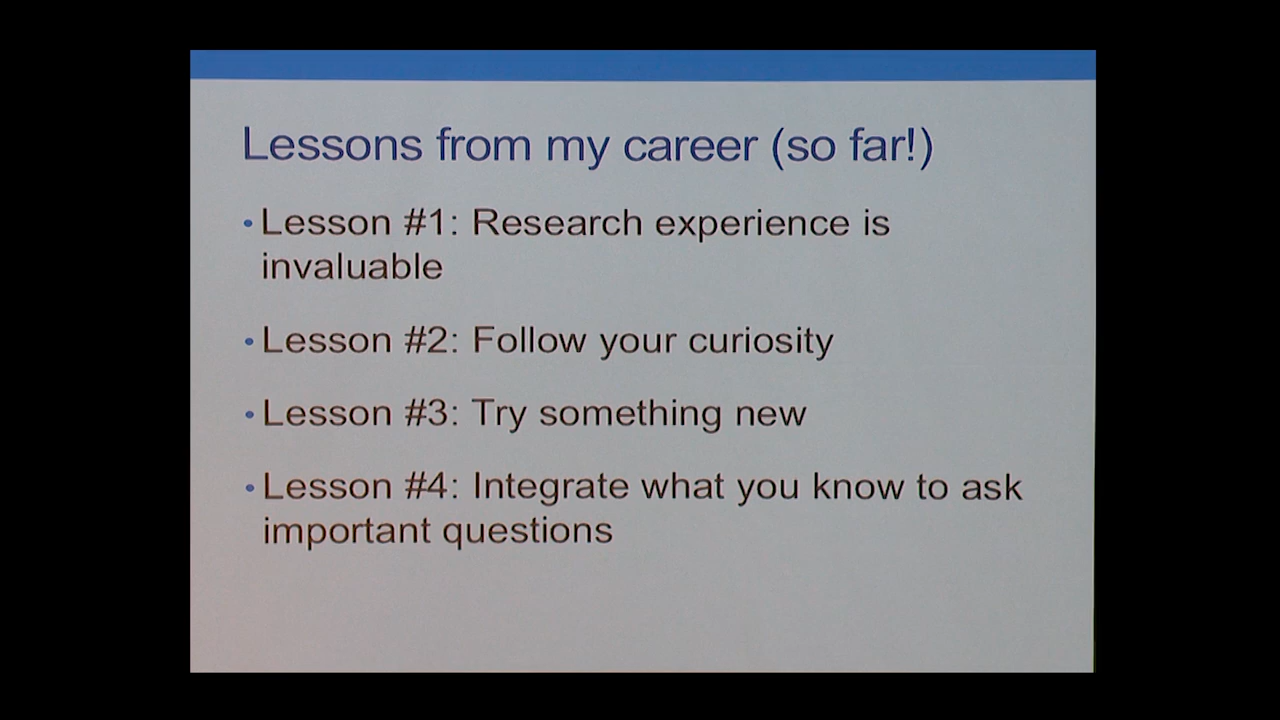 Lessons from my career (so far!)
• Lesson #1: Research experience is
invaluable
• Lesson #2: Follow your curiosity
• Lesson #3: Try something new
• Lesson #4: Integrate what you know to ask
important questions